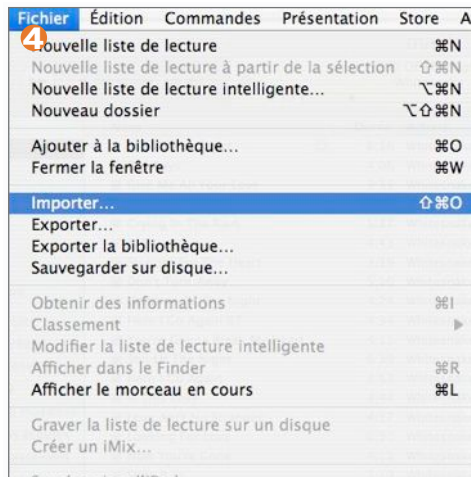 Fichier Édition Commandes Présentation Store A
4
Nouvelle liste de lecture ⌘N
Nouvelle liste de lecture à partir de la sélection ⇧⌘N
Nouvelle liste de lecture intelligente... ⌥⌘N
Nouveau dossier ⌥⇧⌘N
Ajouter à la bibliothèque... ⌘O
Fermer la fenêtre ⌘W
Importer... ⇧⌘O
Exporter...
Exporter la bibliothèque...
Sauvegarder sur disque...
Obtenir des informations ⌘I
Classement
Modifier la liste de lecture intelligente
Afficher dans le Finder ⌘R
Afficher le morceau en cours ⌘L
Graver la liste de lecture sur un disque
Créer un iMix...